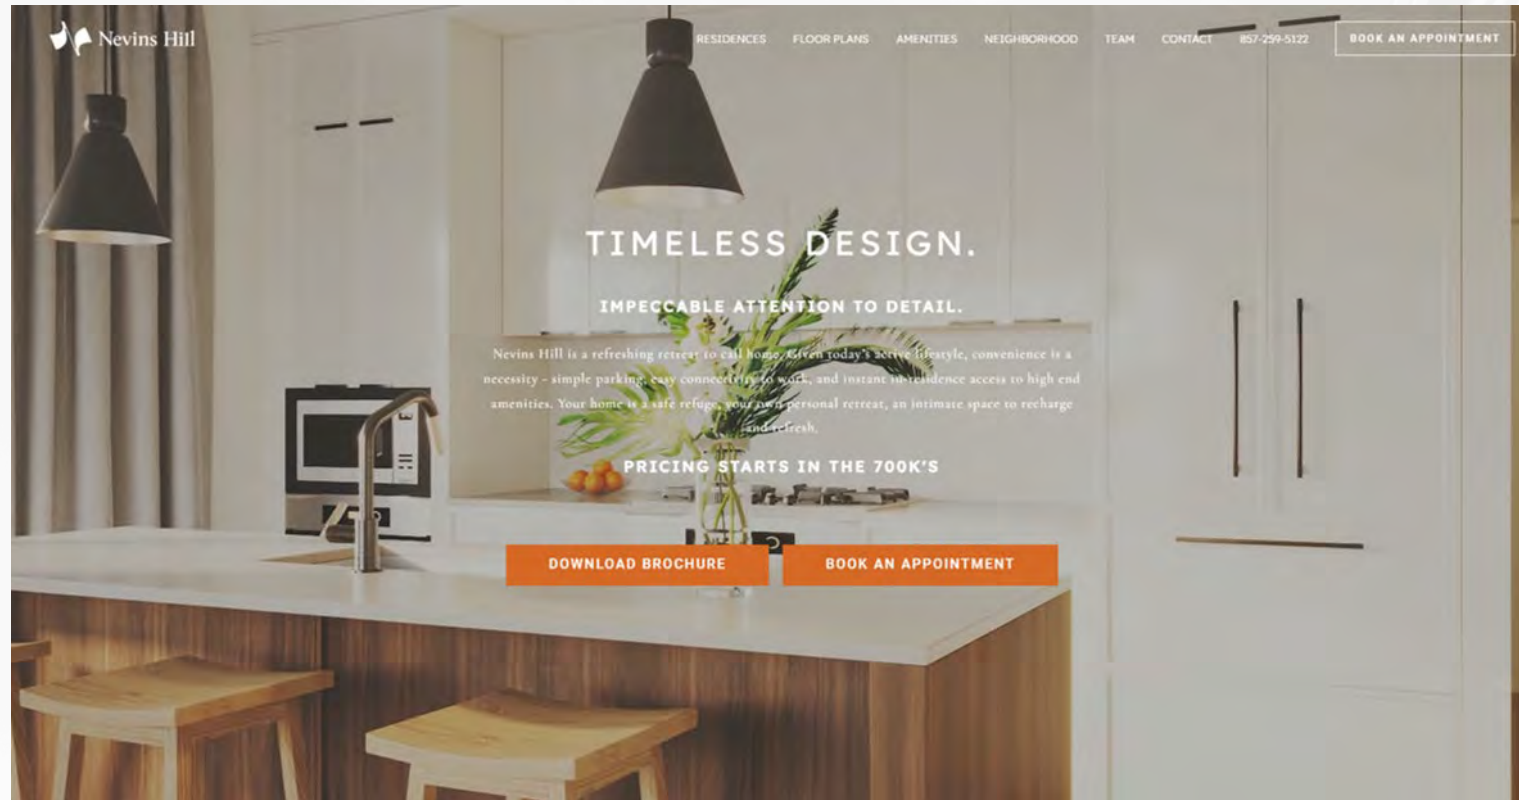 Nevins Hill
RESIDENCES FLOOR PLANS AMENITIES NEIGHBORHOOD TEAM CONTACT 857-259-5122 BOOK AN APPOINTMENT
TIMELESS DESIGN.
IMPECCABLE ATTENTION TO DETAIL.
Nevins Hill is a refreshing retreat to call home. Given today's active lifestyle, convenience is a
necessity - simple parking, easy connectivity to work, and instant in-residence access to high end
amenities. Your home is a safe refuge, your own personal retreat, an intimate space to recharge
and refresh.
PRICING STARTS IN THE 700K'S
DOWNLOAD BROCHURE BOOK AN APPOINTMENT